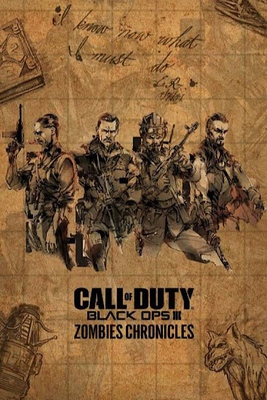 I know now what
I must do
CALL OF DUTY
BLACK OPS III
ZOMBIES CHRONICLES